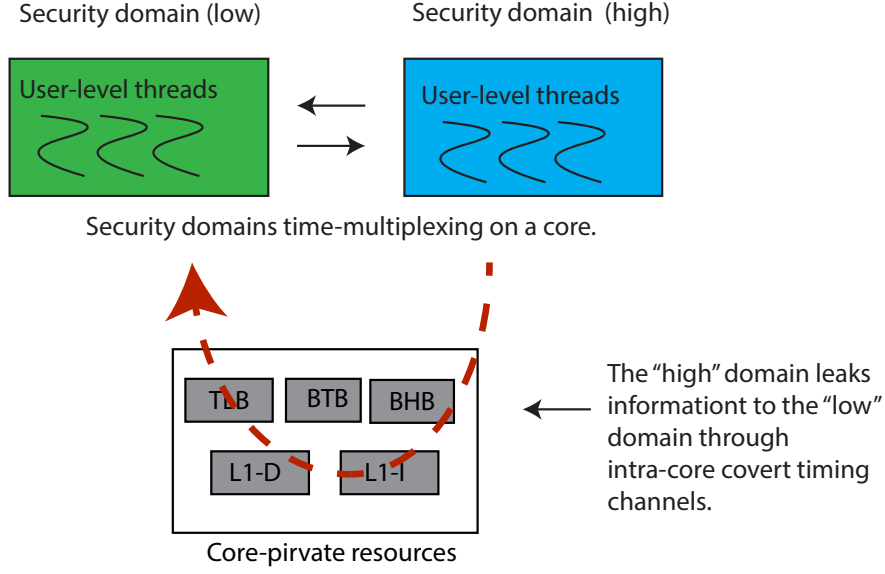 Security domain (low)
Security domain (high)
User-level threads
User-level threads
Security domains time-multiplexing on a core.
TLB
BTB
BHB
L1-D
L1-I
The “high” domain leaks
informationt to the “low”
domain through
intra-core covert timing
channels.
Core-pirvate resources